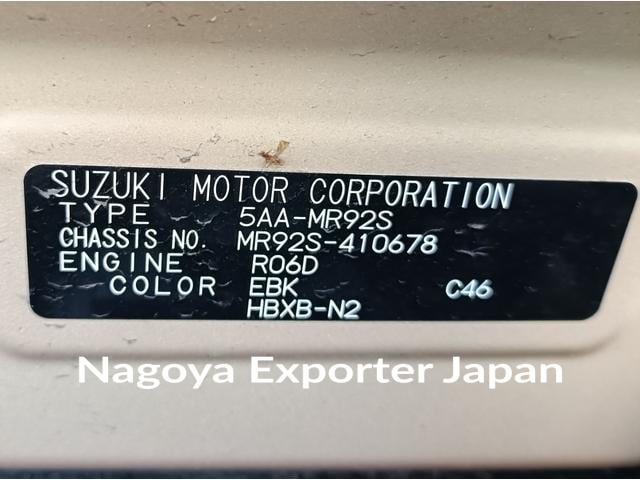 SUZUKI MOTOR CORPORATION
TYPE 5AA-MR92S
CHASSIS NO. MR92S-410678
ENGINE R06D
COLOR EBK C46
HBXB-N2
Nagoya Exporter Japan